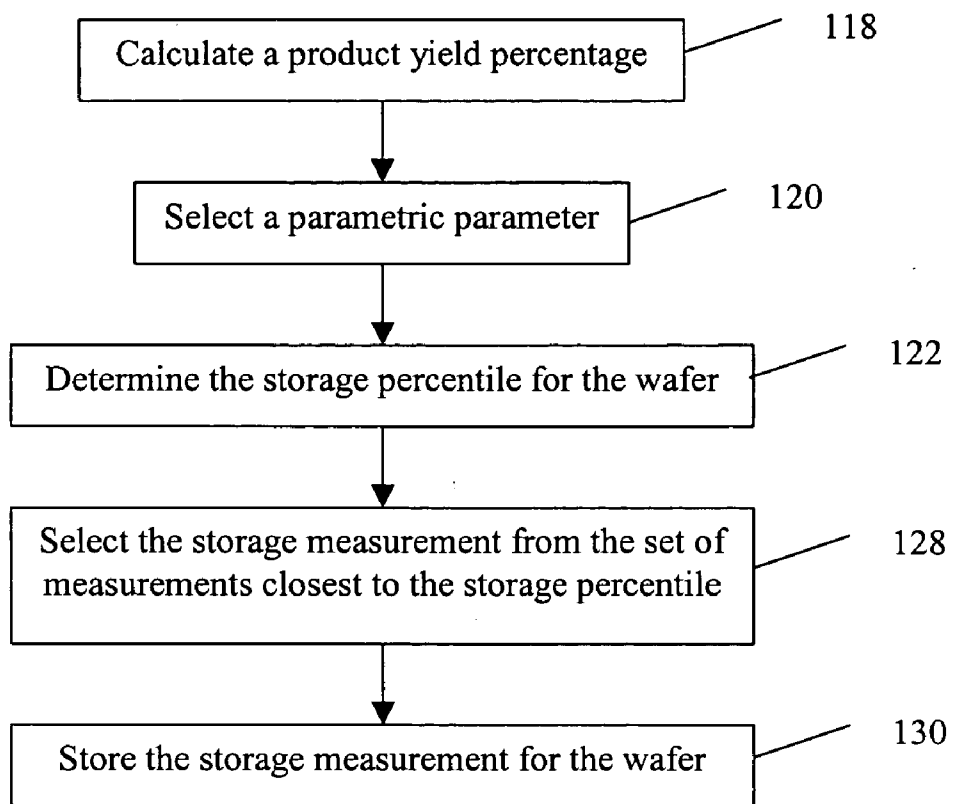 118
Calculate a product yield percentage
120
Select a parametric parameter
122
Determine the storage percentile for the wafer
128
Select the storage measurement from the set of
measurements closest to the storage percentile
130
Store the storage measurement for the wafer